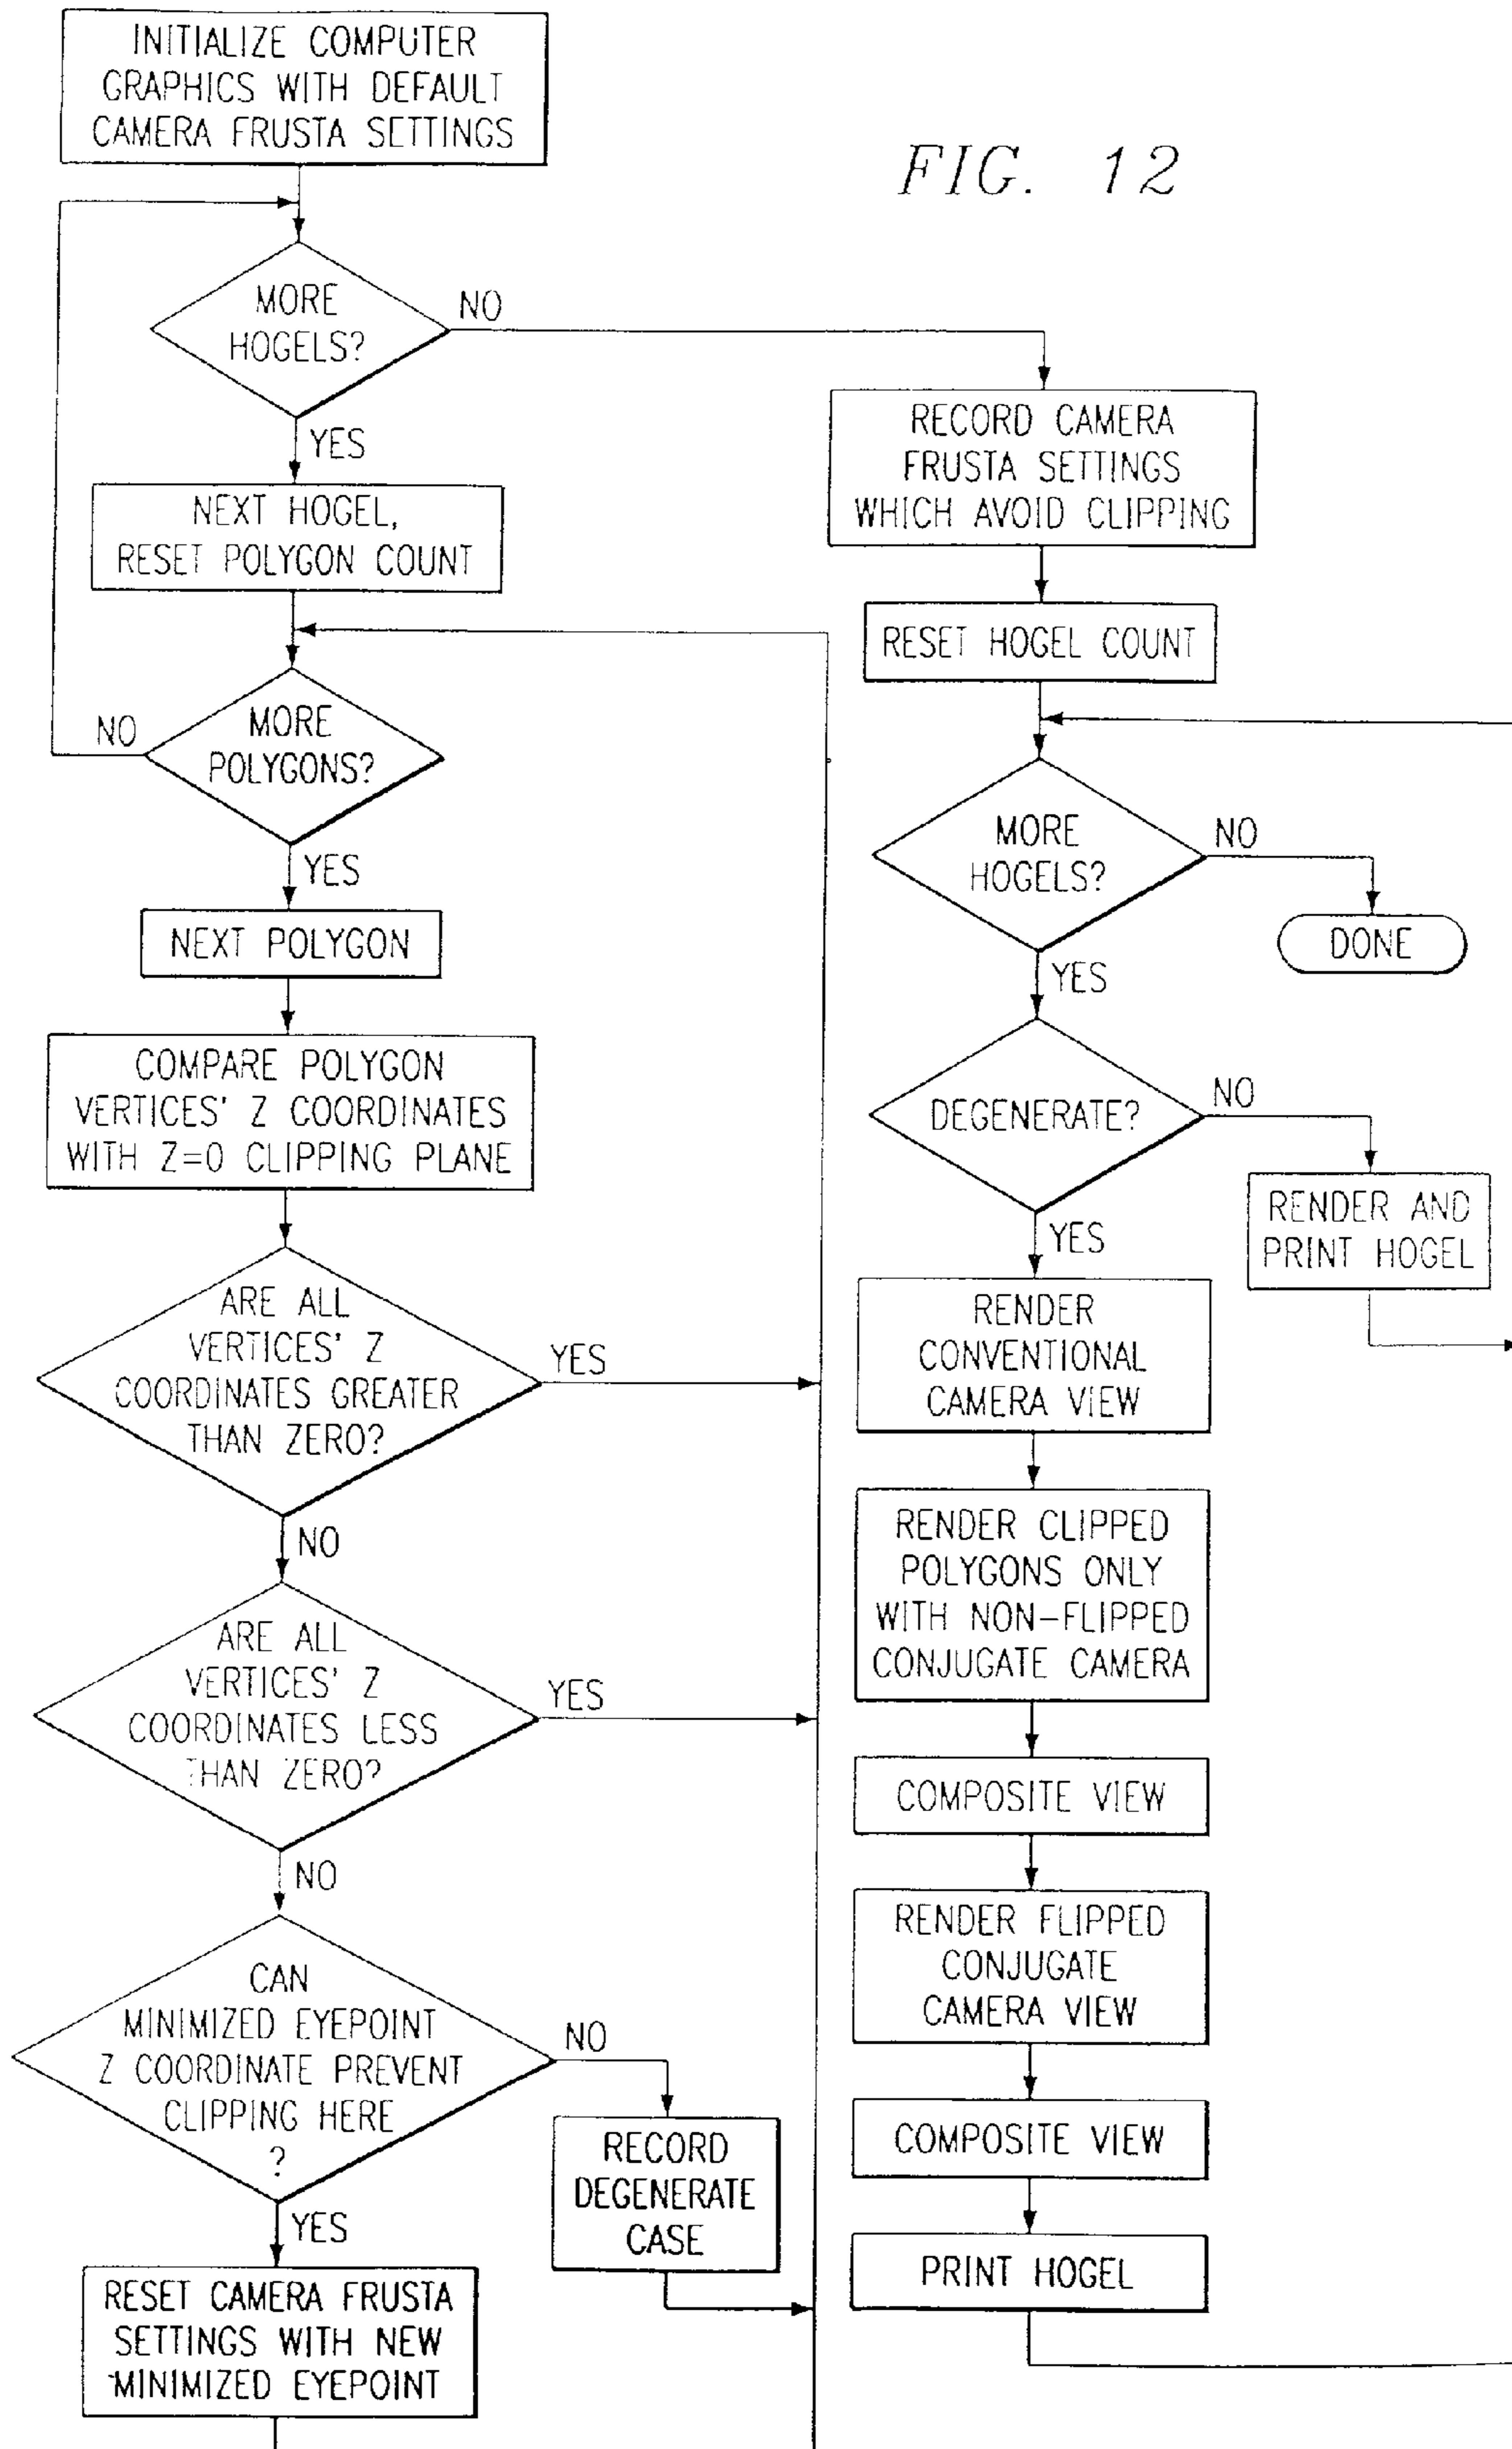 INITIALIZE COMPUTER
GRAPHICS WITH DEFAULT
CAMERA FRUSTA SETTINGS
FIG. 12
MORE
HOGELS?
NO
YES
NEXT HOGEL,
RESET POLYGON COUNT
MORE
POLYGONS?
NO
YES
NEXT POLYGON
COMPARE POLYGON
VERTICES' Z COORDINATES
WITH Z=0 CLIPPING PLANE
ARE ALL
VERTICES' Z
COORDINATES GREATER
THAN ZERO?
YES
NO
ARE ALL
VERTICES' Z
COORDINATES LESS
THAN ZERO?
YES
NO
CAN
MINIMIZED EYEPOINT
Z COORDINATE PREVENT
CLIPPING HERE
?
NO
RECORD
DEGENERATE
CASE
YES
RESET CAMERA FRUSTA
SETTINGS WITH NEW
MINIMIZED EYEPOINT
RECORD CAMERA
FRUSTA SETTINGS
WHICH AVOID CLIPPING
RESET HOGEL COUNT
MORE
HOGELS?
NO
DONE
YES
DEGENERATE?
NO
RENDER AND
PRINT HOGEL
YES
RENDER
CONVENTIONAL
CAMERA VIEW
RENDER CLIPPED
POLYGONS ONLY
WITH NON-FLIPPED
CONJUGATE CAMERA
COMPOSITE VIEW
RENDER FLIPPED
CONJUGATE
CAMERA VIEW
COMPOSITE VIEW
PRINT HOGEL